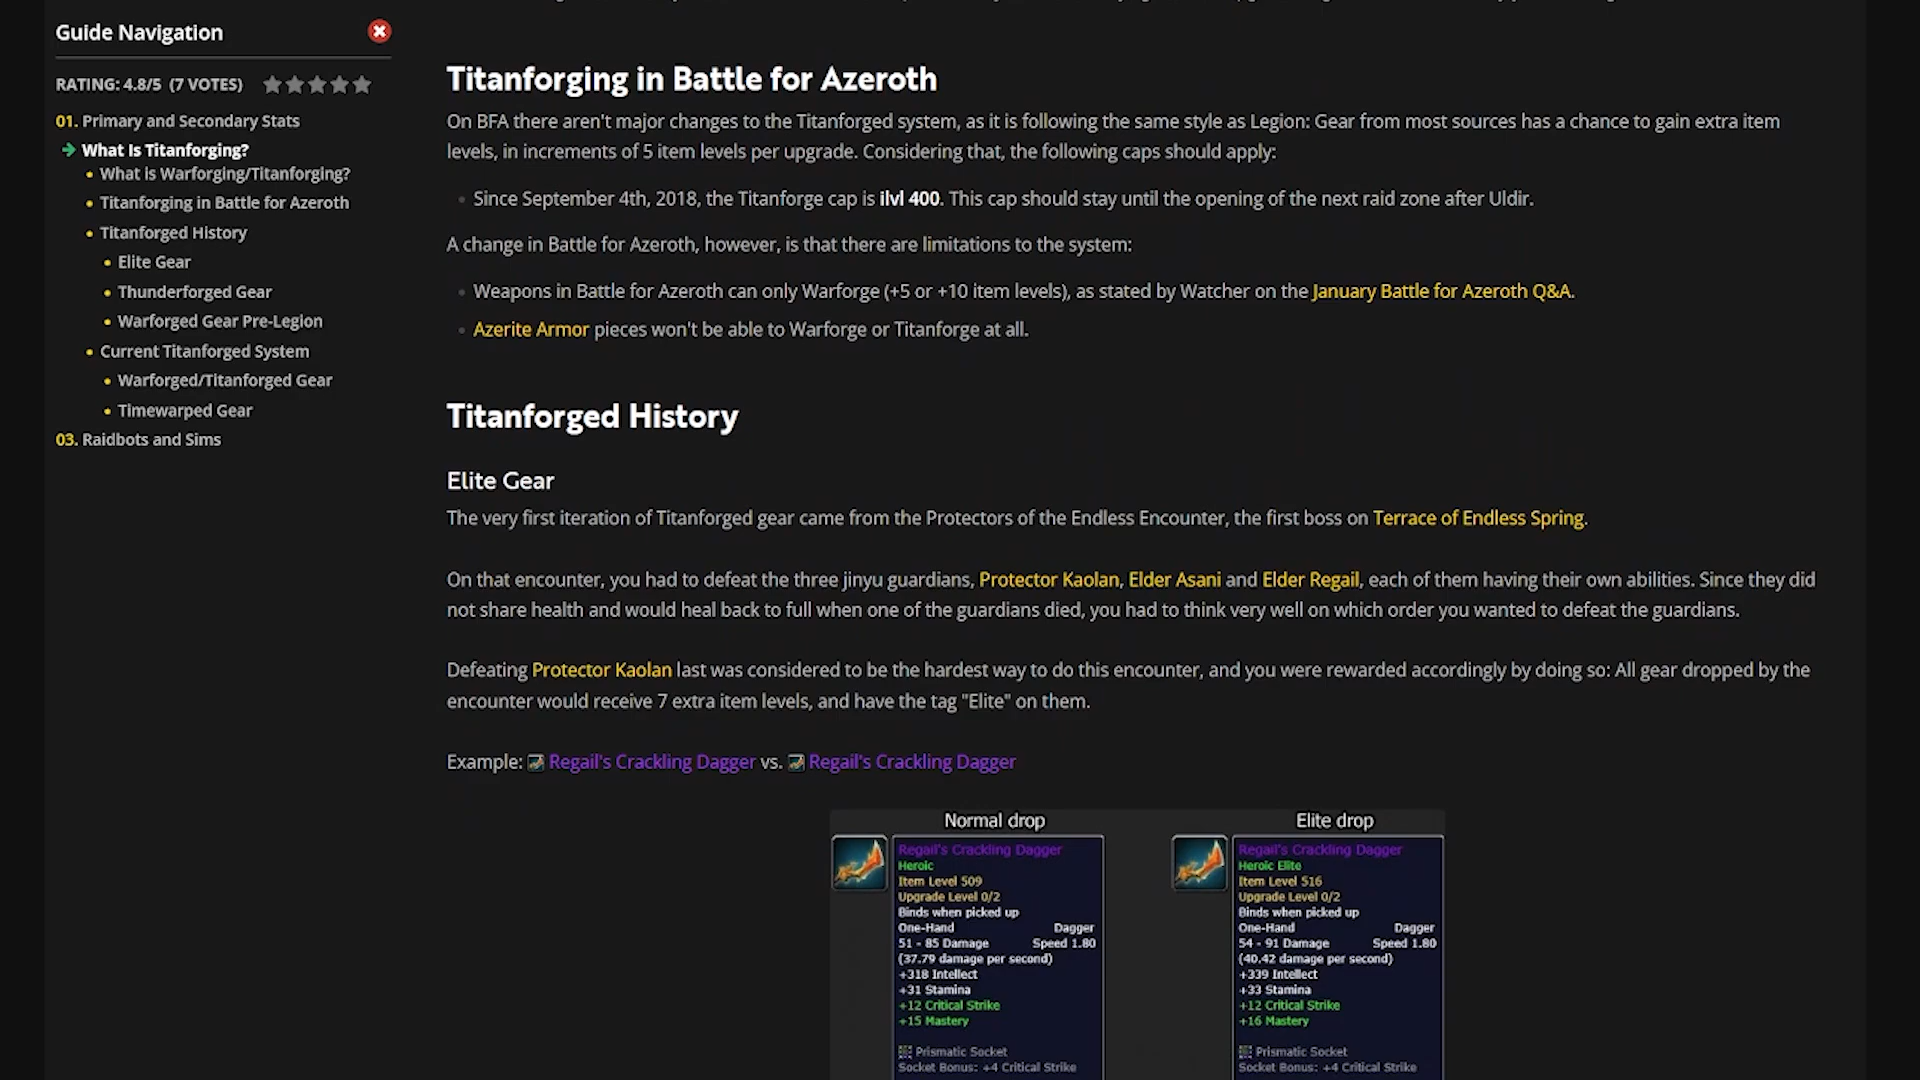 Guide Navigation
RATING: 4.8/5 (7 VOTES)
01. Primary and Secondary Stats
What Is Titanforging?
What is Warforging/Titanforging?
Titanforging in Battle for Azeroth
Titanforged History
Elite Gear
Thunderforged Gear
Warforged Gear Pre-Legion
Current Titanforged System
Warforged/Titanforged Gear
Timewarped Gear
03. Raidbots and Sims
Titanforging in Battle for Azeroth
On BFA there aren't major changes to the Titanforged system, as it is following the same style as Legion: Gear from most sources has a chance to gain extra item
levels, in increments of 5 item levels per upgrade. Considering that, the following caps should apply:
Since September 4th, 2018, the Titanforge cap is ilvl 400. This cap should stay until the opening of the next raid zone after Uldir.
A change in Battle for Azeroth, however, is that there are limitations to the system:
Weapons in Battle for Azeroth can only Warforge (+5 or +10 item levels), as stated by Watcher on the January Battle for Azeroth Q&A.
Azerite Armor pieces won't be able to Warforge or Titanforge at all.
Titanforged History
Elite Gear
The very first iteration of Titanforged gear came from the Protectors of the Endless Encounter, the first boss on Terrace of Endless Spring.
On that encounter, you had to defeat the three jinyu guardians, Protector Kaolan, Elder Asani and Elder Regail, each of them having their own abilities. Since they did
not share health and would heal back to full when one of the guardians died, you had to think very well on which order you wanted to defeat the guardians.
Defeating Protector Kaolan last was considered to be the hardest way to do this encounter, and you were rewarded accordingly by doing so: All gear dropped by the
encounter would receive 7 extra item levels, and have the tag "Elite" on them.
Example: Regail's Crackling Dagger vs. Regail's Crackling Dagger
Normal drop
Regail's Crackling Dagger
Heroic
Item Level 509
Upgrade Level 0/2
Binds when picked up
One-Hand Dagger
51 - 85 Damage Speed 1.80
(37.79 damage per second)
+318 Intellect
+31 Stamina
+12 Critical Strike
+15 Mastery
Prismatic Socket
Socket Bonus: +4 Critical Strike
Elite drop
Regail's Crackling Dagger
Heroic Elite
Item Level 516
Upgrade Level 0/2
Binds when picked up
One-Hand Dagger
54 - 91 Damage Speed 1.80
(40.42 damage per second)
+339 Intellect
+33 Stamina
+12 Critical Strike
+16 Mastery
Prismatic Socket
Socket Bonus: +4 Critical Strike